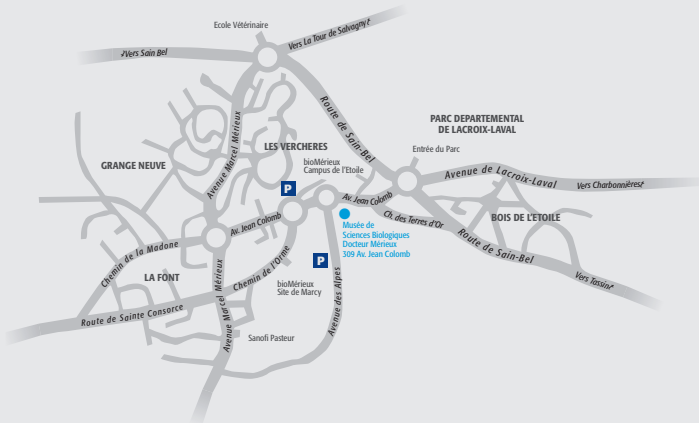 Ecole Vétérinaire
Vers La Tour de Salvagny
Vers Sain Bel
Route de Sain-Bel
PARC DEPARTEMENTAL
DE LACROIX-LAVAL
Avenue Marcel Mérieux
LES VERCHERES
Entrée du Parc
bioMérieux
Campus de l'Etoile
GRANGE NEUVE
Avenue de Lacroix-Laval
Vers Charbonnières
P
Av. Jean Colomb
Av. Jean Colomb
Ch. des Terres d'Or
BOIS DE L'ETOILE
Musée de
Sciences Biologiques
Docteur Mérieux
309 Av. Jean Colomb
Route de Sain-Bel
Chemin de la Madone
P
LA FONT
Chemin de l'Orme
Vers Tassin
bioMérieux
Site de Marcy
Avenue Marcel Mérieux
Avenue des Alpes
Route de Sainte Consorce
Sanofi Pasteur